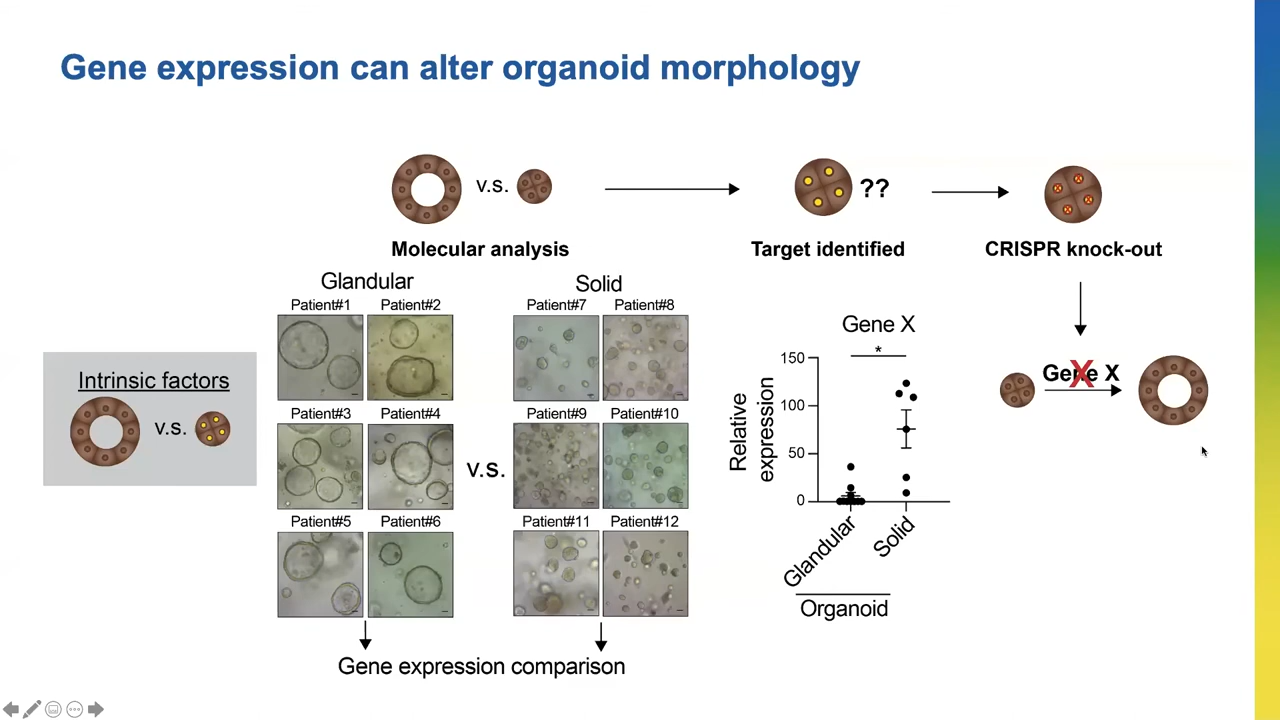 Gene expression can alter organoid morphology
v.s.
??
Molecular analysis
Target identified
CRISPR knock-out
Glandular
Solid
Patient#1
Patient#2
Patient#7
Patient#8
Intrinsic factors
v.s.
Patient#3
Patient#4
Patient#9
Patient#10
v.s.
Patient#5
Patient#6
Patient#11
Patient#12
Gene expression comparison
Gene X
*
150
100
50
0
Relative
expression
Glandular
Solid
Organoid
Gene X